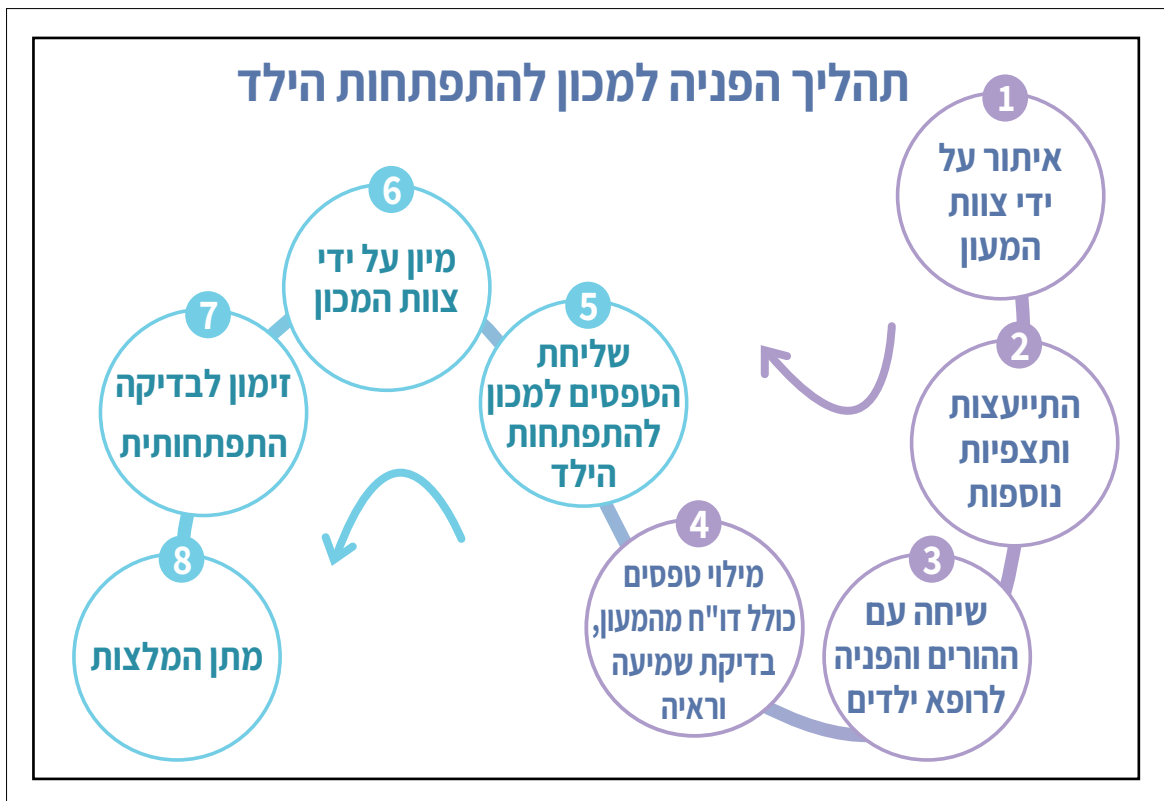 תהליך הפניה למכון להתפתחות הילד
1
איתור על
ידי צוות
המעון
2
התייעצות
ותצפיות
נוספות
3
שיחה עם
ההורים והפניה
לרופא ילדים
4
מילוי טפסים
כולל דו"ח מהמעון,
בדיקת שמיעה
וראיה
5
שליחת
הטפסים למכון
להתפתחות
הילד
6
מיון על ידי
צוות המכון
7
זימון לבדיקה
התפתחותית
8
מתן המלצות